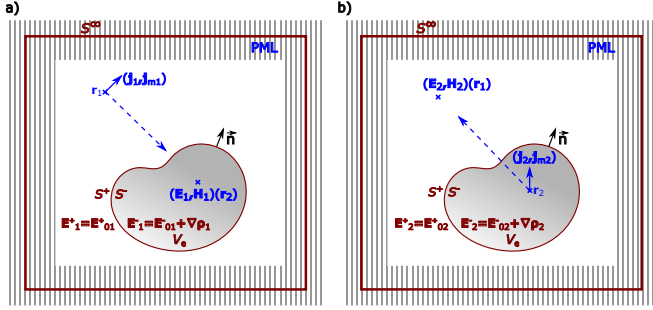 a)
S∞
PML
(j₁,jₘ₁)
r₁
n⃗
S⁺ S⁻
(E₁,H₁)(r₂)
E⁺₁=E⁺₀₁ E⁻₁=E⁻₀₁+∇ρ₁
Vₑ
b)
S∞
PML
(E₂,H₂)(r₁)
n⃗
(j₂,jₘ₂)
S⁺ S⁻
r₂
E⁺₂=E⁺₀₂ E⁻₂=E⁻₀₂+∇ρ₂
Vₑ